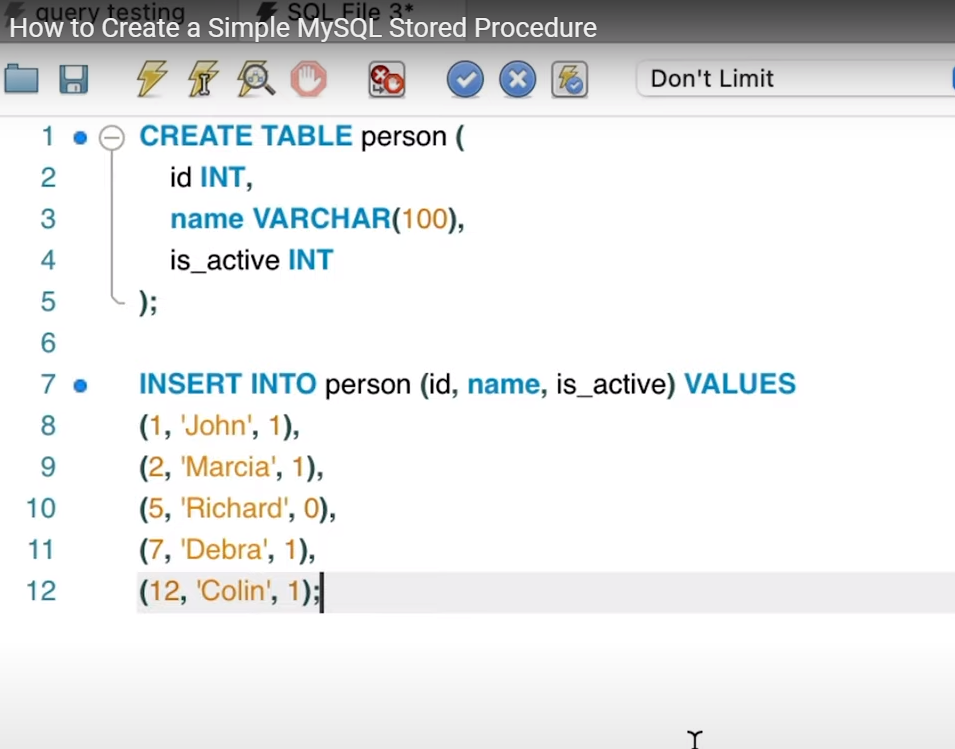 query testing
SQL File 3*
How to Create a Simple MySQL Stored Procedure
Don't Limit
1 CREATE TABLE person (
2 id INT,
3 name VARCHAR(100),
4 is_active INT
5 );
6
7 INSERT INTO person (id, name, is_active) VALUES
8 (1, 'John', 1),
9 (2, 'Marcia', 1),
10 (5, 'Richard', 0),
11 (7, 'Debra', 1),
12 (12, 'Colin', 1);